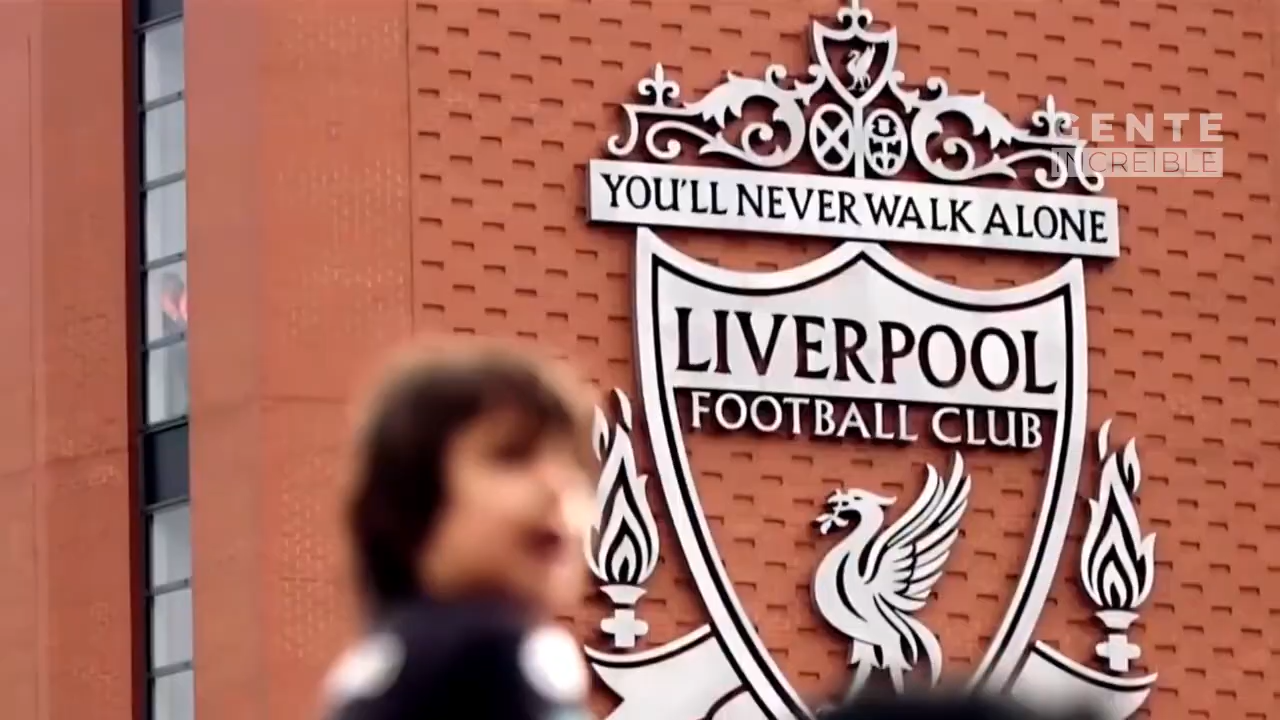 GENTE
INCREIBLE
YOU'LL NEVER WALK ALONE
LIVERPOOL
FOOTBALL CLUB